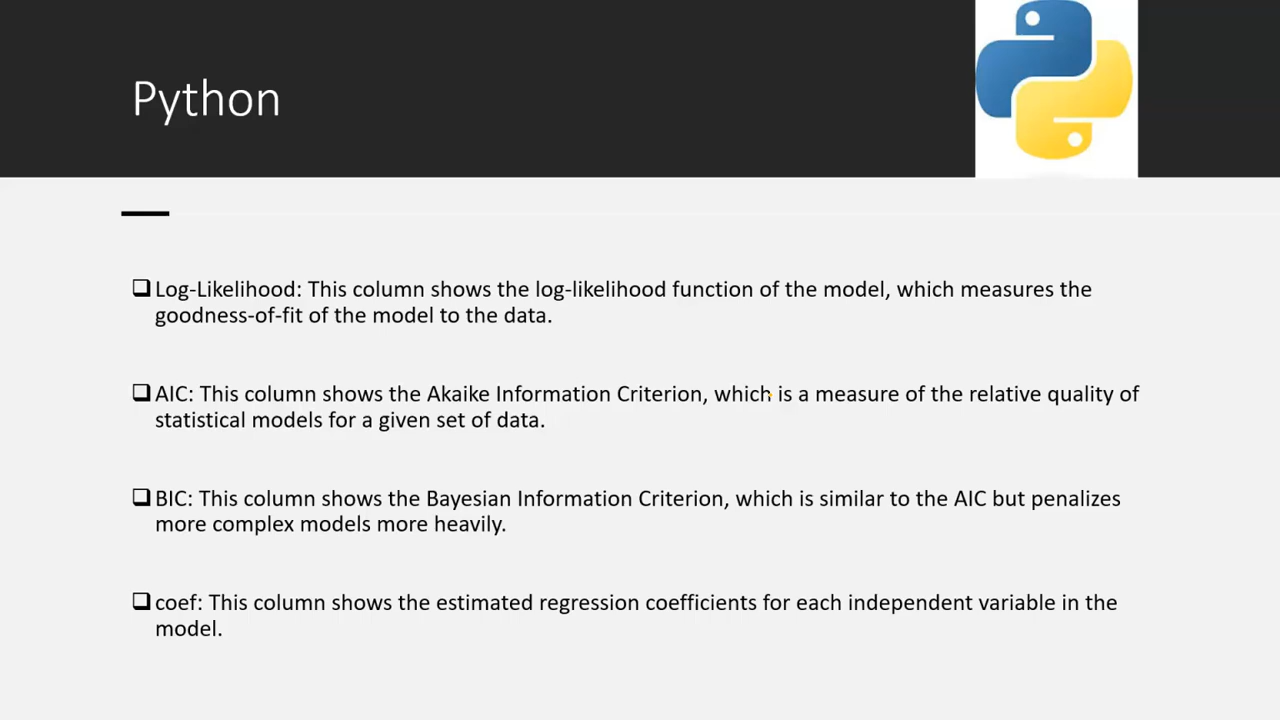 Python
Log-Likelihood: This column shows the log-likelihood function of the model, which measures the
goodness-of-fit of the model to the data.
AIC: This column shows the Akaike Information Criterion, which is a measure of the relative quality of
statistical models for a given set of data.
BIC: This column shows the Bayesian Information Criterion, which is similar to the AIC but penalizes
more complex models more heavily.
coef: This column shows the estimated regression coefficients for each independent variable in the
model.